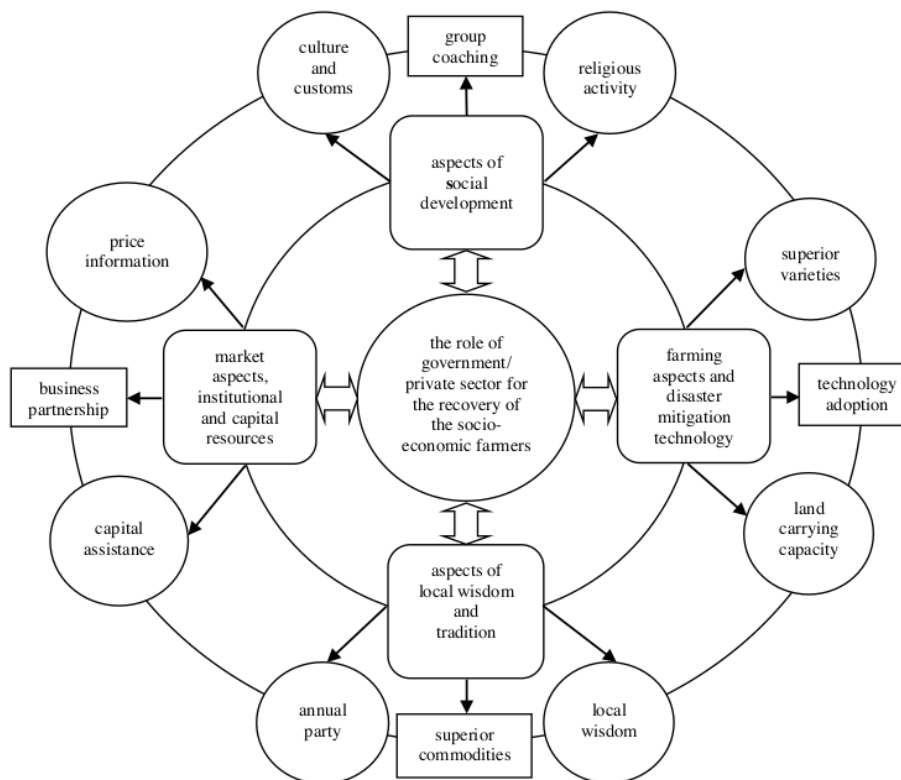 culture
and
customs
group
coaching
religious
activity
aspects of
social
development
price
information
superior
varieties
the role of
government/
private sector for
the recovery of
the socio-
economic farmers
market
aspects,
institutional
and capital
resources
farming
aspects and
disaster
mitigation
technology
business
partnership
technology
adoption
capital
assistance
land
carrying
capacity
aspects of
local wisdom
and
tradition
annual
party
superior
commodities
local
wisdom